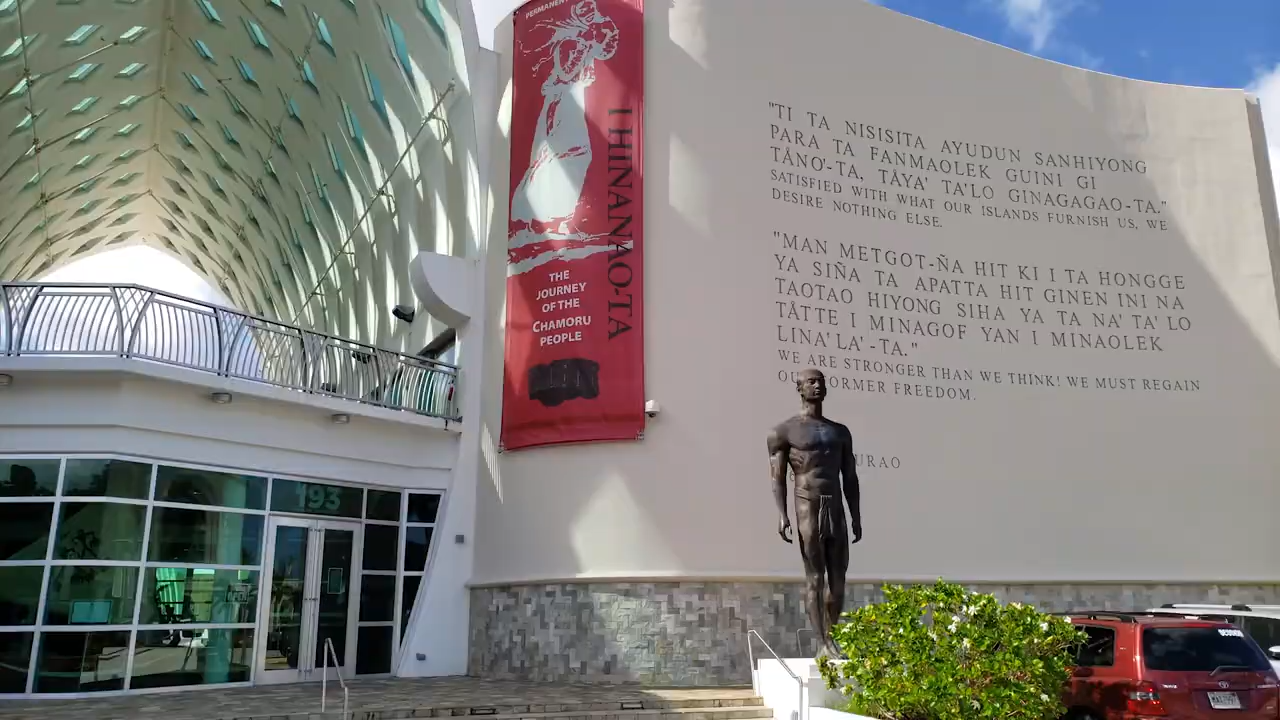 PERMANENT
I HINANAO-TA
THE
JOURNEY
OF THE
CHAMORU
PEOPLE
"TI TA NISISITA AYUDUN SANHIYONG
PARA TA FANMAOLEK GUINI GI
TÅNO'-TA, TÅYA' TA'LO GINAGAGAO-TA."
SATISFIED WITH WHAT OUR ISLANDS FURNISH US, WE
DESIRE NOTHING ELSE.
"MAN METGOT-ÑA HIT KI I TA HONGGE
YA SIÑA TA APATTA HIT GINEN INI NA
TAOTAO HIYONG SIHA YA TA NA' TA' LO
TÅTTE I MINAGOF YAN I MINAOLEK
LINA'LA'-TA."
WE ARE STRONGER THAN WE THINK! WE MUST REGAIN
OUR FORMER FREEDOM.
URAO
193